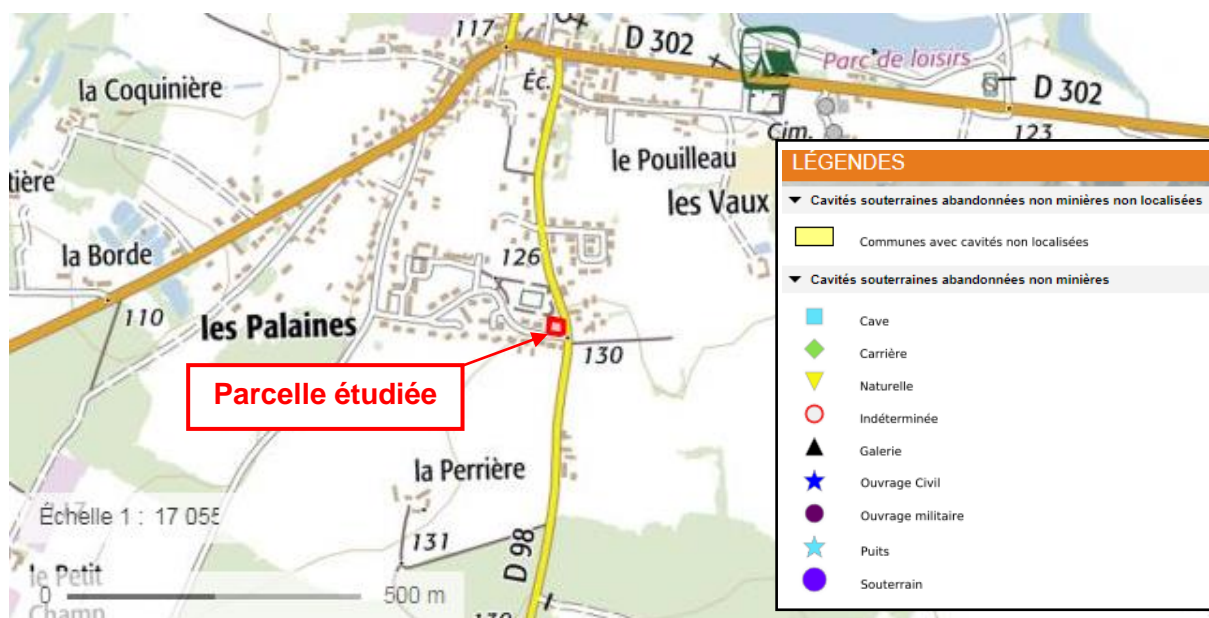 117
D 302
Parc de loisirs
la Coquinière
Éc.
D 302
Cim.
123
le Pouilleau
tière
les Vaux
la Borde
126
110
les Palaines
130
Parcelle étudiée
la Perrière
Échelle 1 : 17 055
131
D 98
le Petit
Champ
0
500 m
LÉGENDES
Cavités souterraines abandonnées non minières non localisées
Communes avec cavités non localisées
Cavités souterraines abandonnées non minières
Cave
Carrière
Naturelle
Indéterminée
Galerie
Ouvrage Civil
Ouvrage militaire
Puits
Souterrain